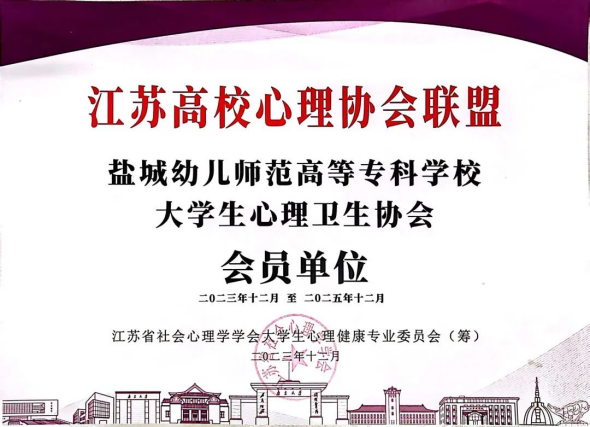 江苏高校心理协会联盟
盐城幼儿师范高等专科学校
大学生心理卫生协会
会员单位
二〇二三年十二月 至 二〇二五年十二月
江苏省社会心理学学会大学生心理健康专业委员会（筹）
二〇二三年十二月